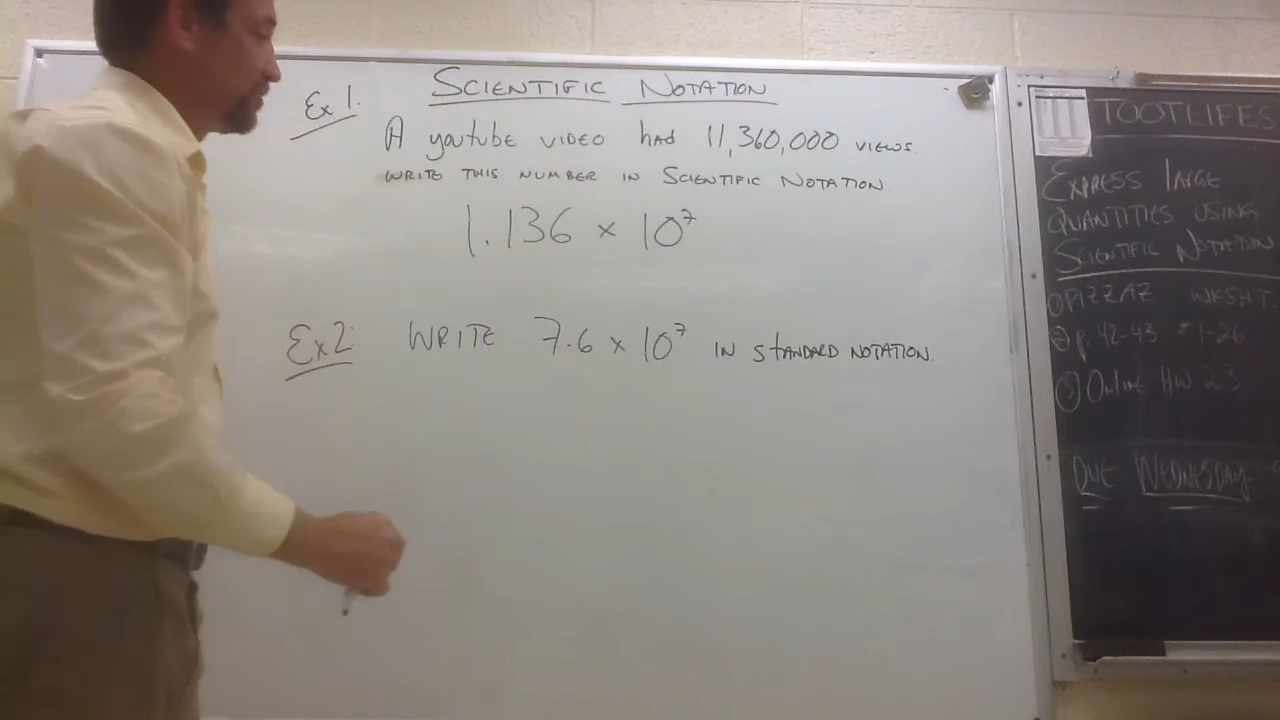 SCIENTIFIC NOTATION
Ex 1.
A youtube VIDEO had 11,360,000 VIEWS.
WRITE THIS NUMBER IN SCIENTIFIC NOTATION.
1.136 × 10⁷
Ex 2: WRITE 7.6 × 10⁷ IN STANDARD NOTATION.
TOOTLIFES
EXPRESS LARGE
QUANTITIES USING
SCIENTIFIC NOTATION
① PIZZAZ WKSHT
② p. 42-43 # 1-26
③ Online HW 2.3
DUE WEDNESDAY